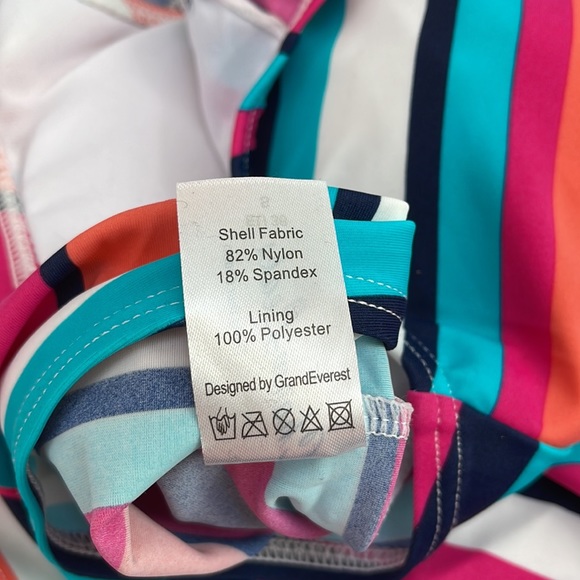 Shell Fabric
82% Nylon
18% Spandex
Lining
100% Polyester
Designed by GrandEverest